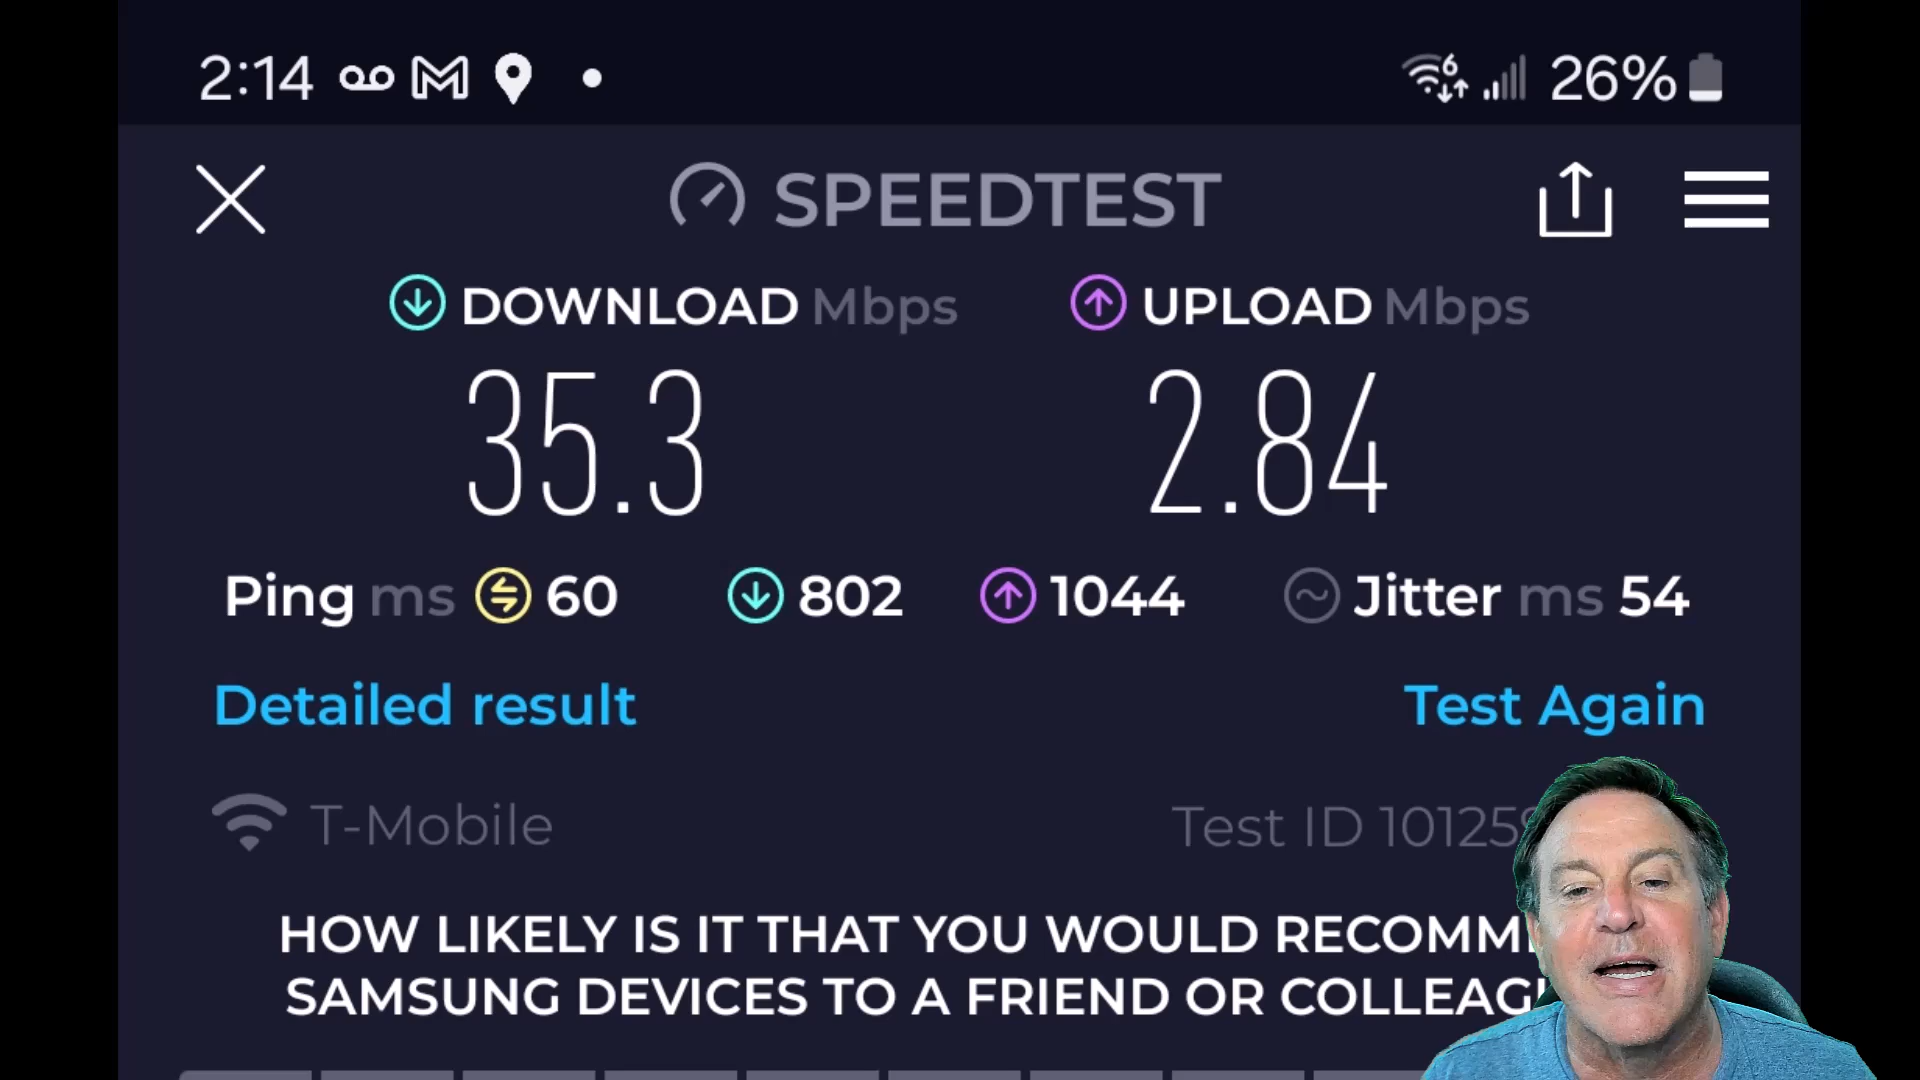 2:14 6 26%
SPEEDTEST
DOWNLOAD Mbps UPLOAD Mbps
35.3 2.84
Ping ms 60 802 1044 Jitter ms 54
Detailed result Test Again
T-Mobile Test ID
HOW LIKELY IS IT THAT YOU WOULD
SAMSUNG DEVICES TO A FRIEND OR